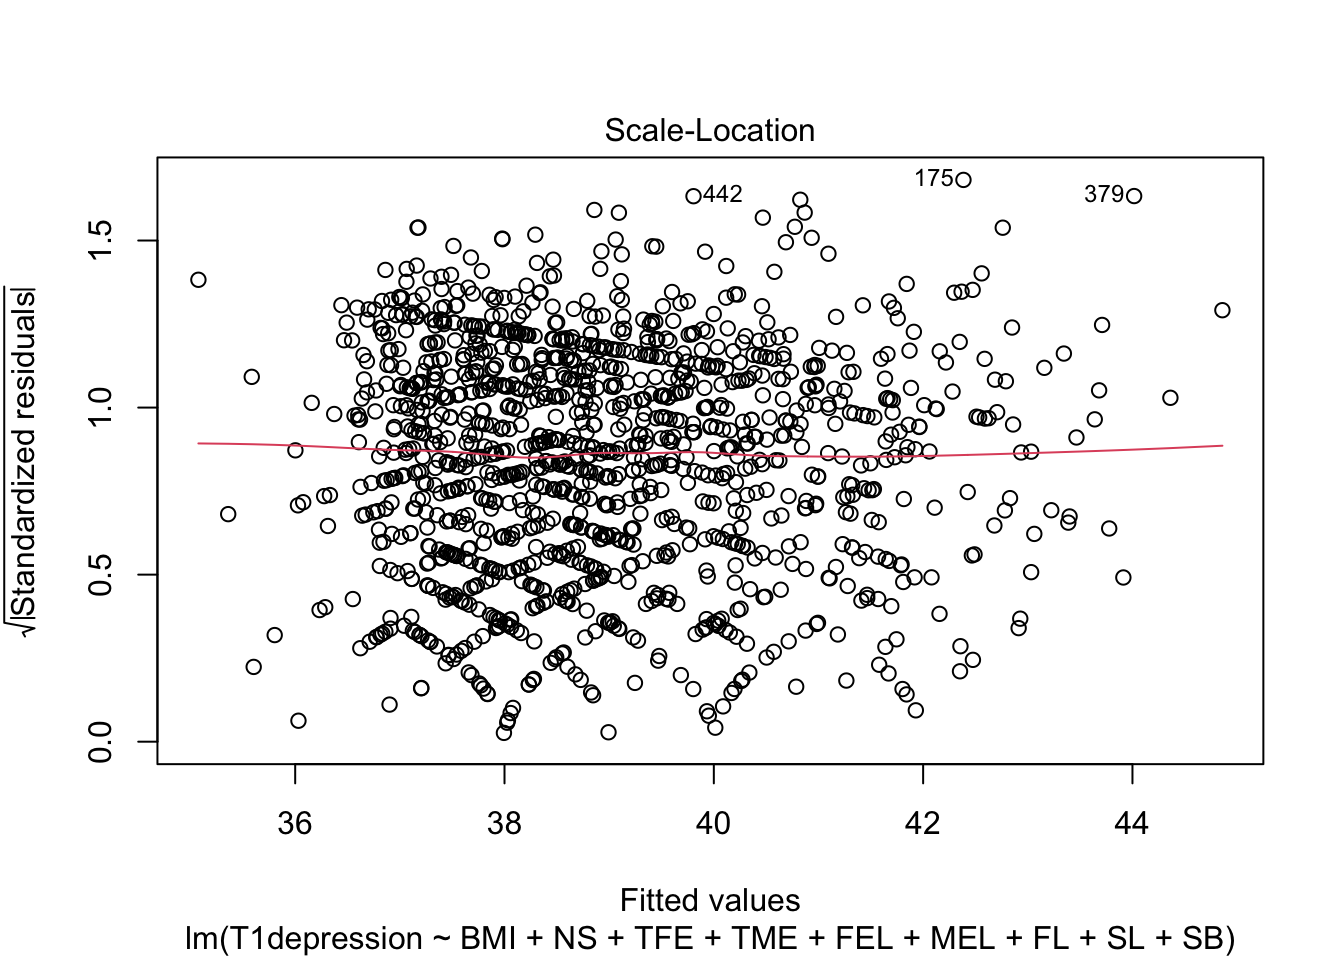 Scale-Location
442
175
379
√|Standardized residuals|
1.5
1.0
0.5
0.0
36 38 40 42 44
Fitted values
lm(T1depression ~ BMI + NS + TFE + TME + FEL + MEL + FL + SL + SB)